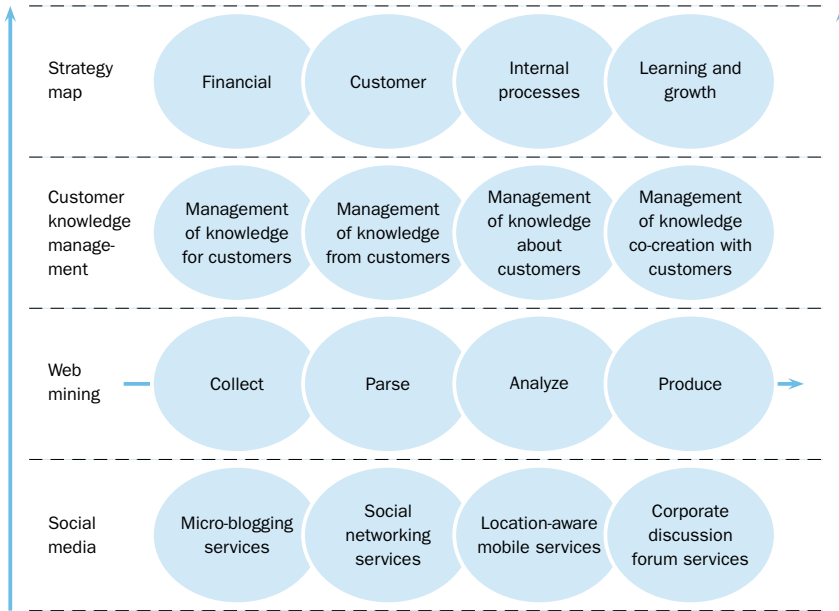 Strategy
map
Financial
Customer
Internal
processes
Learning and
growth
Customer
knowledge
manage-
ment
Management
of knowledge
for customers
Management
of knowledge
from customers
Management
of knowledge
about
customers
Management
of knowledge
co-creation with
customers
Web
mining
Collect
Parse
Analyze
Produce
Social
media
Micro-blogging
services
Social
networking
services
Location-aware
mobile services
Corporate
discussion
forum services